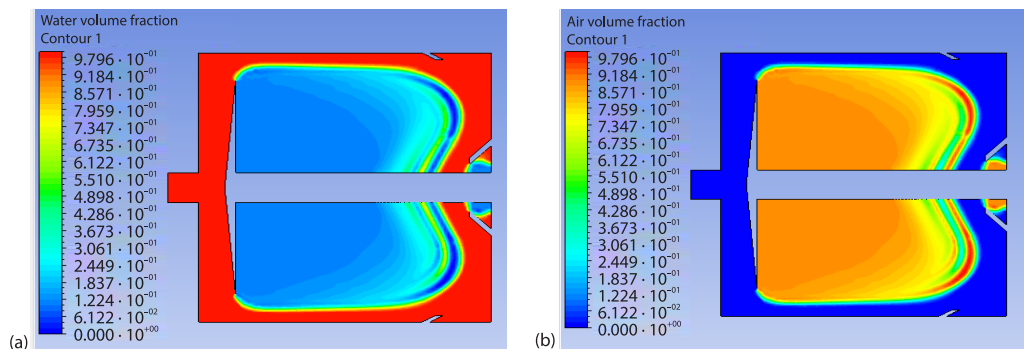 Water volume fraction
Contour 1
9.796 · 10⁻⁰¹
9.184 · 10⁻⁰¹
8.571 · 10⁻⁰¹
7.959 · 10⁻⁰¹
7.347 · 10⁻⁰¹
6.735 · 10⁻⁰¹
6.122 · 10⁻⁰¹
5.510 · 10⁻⁰¹
4.898 · 10⁻⁰¹
4.286 · 10⁻⁰¹
3.673 · 10⁻⁰¹
3.061 · 10⁻⁰¹
2.449 · 10⁻⁰¹
1.837 · 10⁻⁰¹
1.224 · 10⁻⁰¹
6.122 · 10⁻⁰²
0.000 · 10⁺⁰⁰
(a)
Air volume fraction
Contour 1
9.796 · 10⁻⁰¹
9.184 · 10⁻⁰¹
8.571 · 10⁻⁰¹
7.959 · 10⁻⁰¹
7.347 · 10⁻⁰¹
6.735 · 10⁻⁰¹
6.122 · 10⁻⁰¹
5.510 · 10⁻⁰¹
4.898 · 10⁻⁰¹
4.286 · 10⁻⁰¹
3.673 · 10⁻⁰¹
3.061 · 10⁻⁰¹
2.449 · 10⁻⁰¹
1.837 · 10⁻⁰¹
1.224 · 10⁻⁰¹
6.122 · 10⁻⁰²
0.000 · 10⁺⁰⁰
(b)